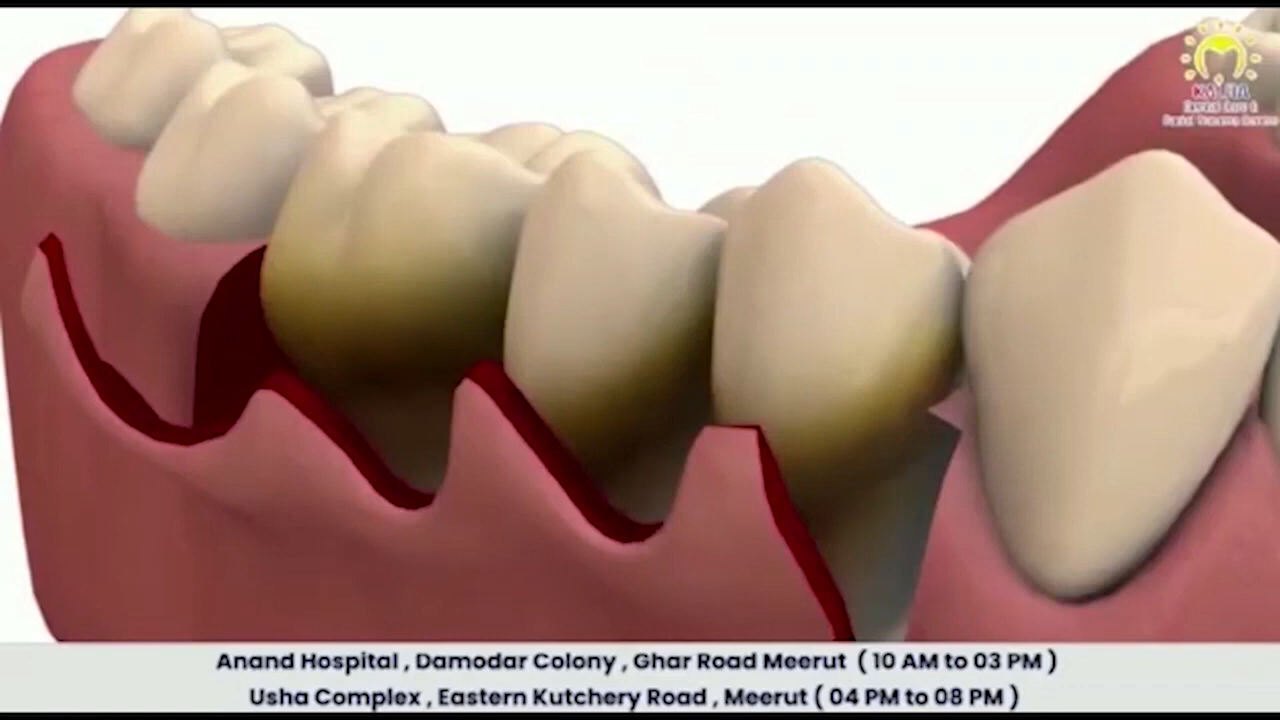 KALRA
Anand Hospital , Damodar Colony , Ghar Road Meerut ( 10 AM to 03 PM )
Usha Complex , Eastern Kutchery Road , Meerut ( 04 PM to 08 PM )